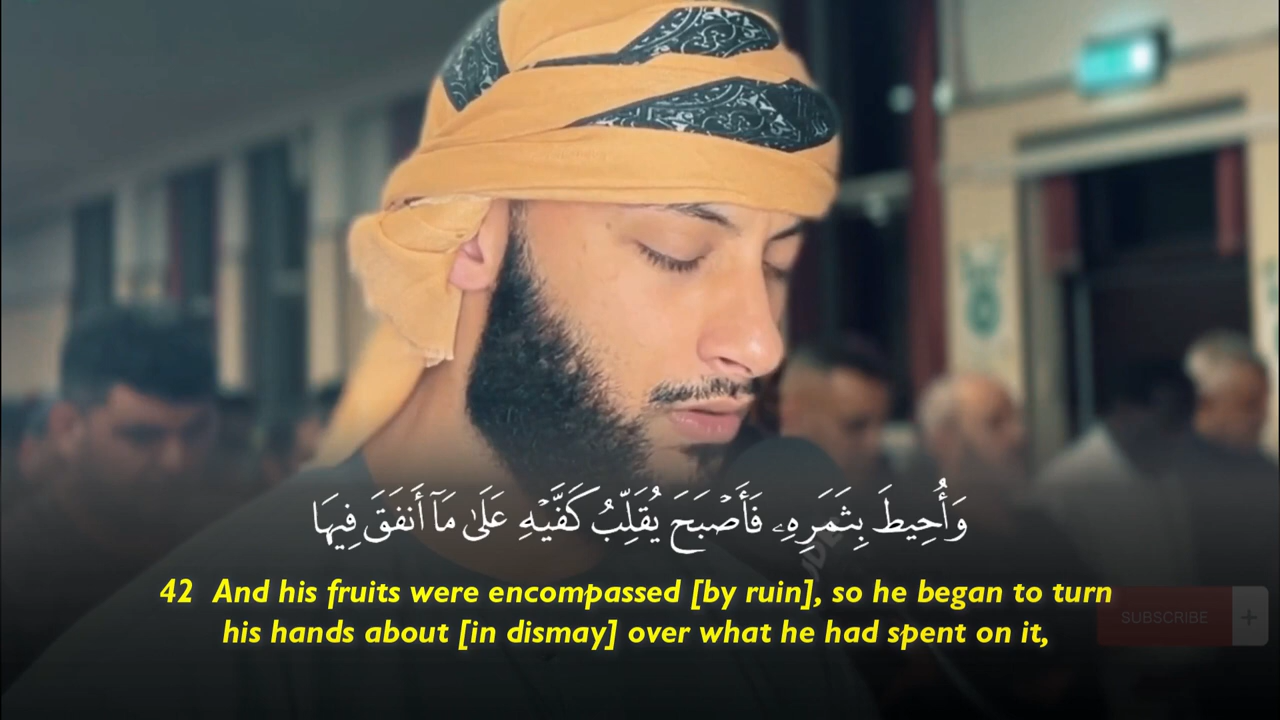 وَأُحِيطَ بِثَمَرِهِۦ فَأَصْبَحَ يُقَلِّبُ كَفَّيْهِ عَلَىٰ مَآ أَنفَقَ فِيهَا
42 And his fruits were encompassed [by ruin], so he began to turn
his hands about [in dismay] over what he had spent on it,
SUBSCRIBE +